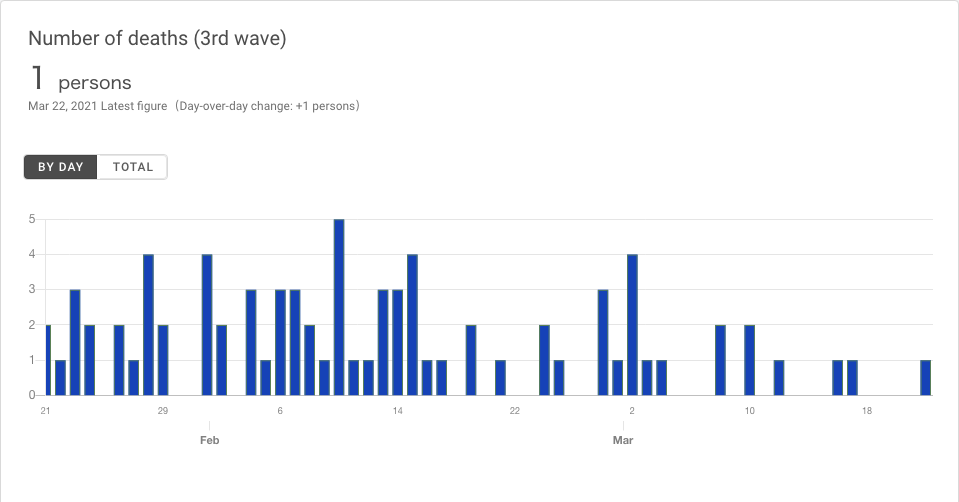 Number of deaths (3rd wave)
1 persons
Mar 22, 2021 Latest figure（Day-over-day change: +1 persons）
BY DAY TOTAL
5
4
3
2
1
0
21 29 6 14 22 2 10 18
Feb Mar